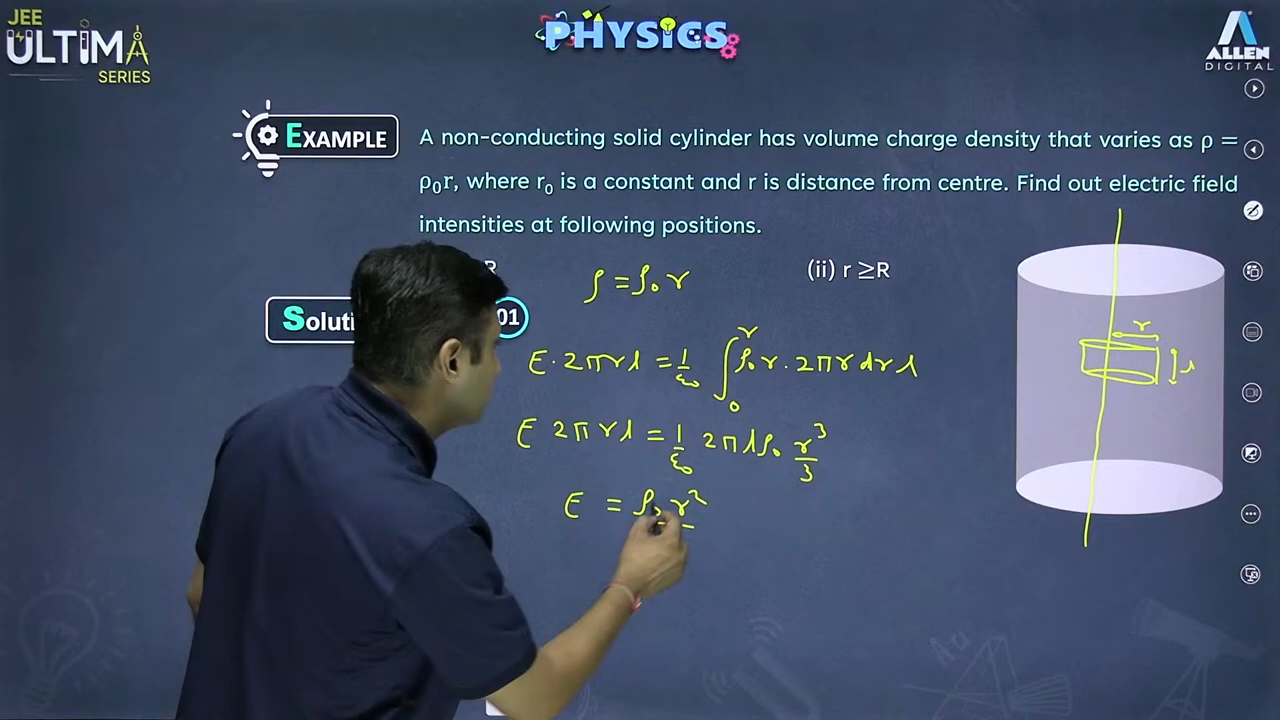 JEE
ULTIMA
SERIES
PHYSICS
ALLEN
DIGITAL
EXAMPLE
A non-conducting solid cylinder has volume charge density that varies as ρ =
ρ₀r, where r₀ is a constant and r is distance from centre. Find out electric field
intensities at following positions.
R
(ii) r ≥R
ρ = ρ₀ r
Soluti
01
E · 2πrl = 1/ε₀ ∫₀ʳ ρ₀ r · 2πr dr l
E 2πrl = 1/ε₀ 2πlρ₀ r³/3
E = ρ₀ r²
r
l
Au